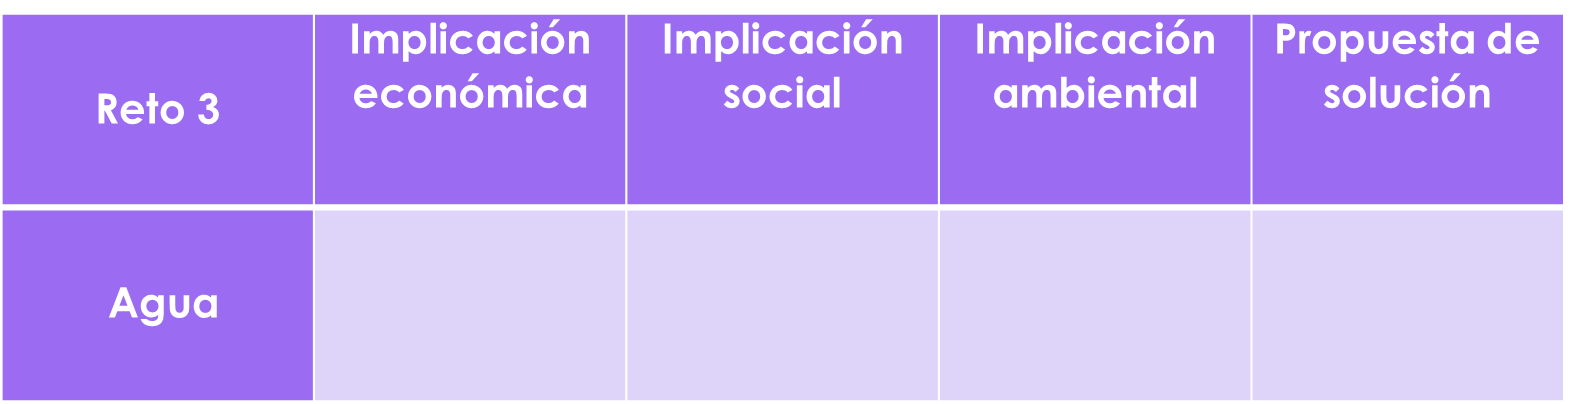 Reto 3
Implicación
económica
Implicación
social
Implicación
ambiental
Propuesta de
solución
Agua